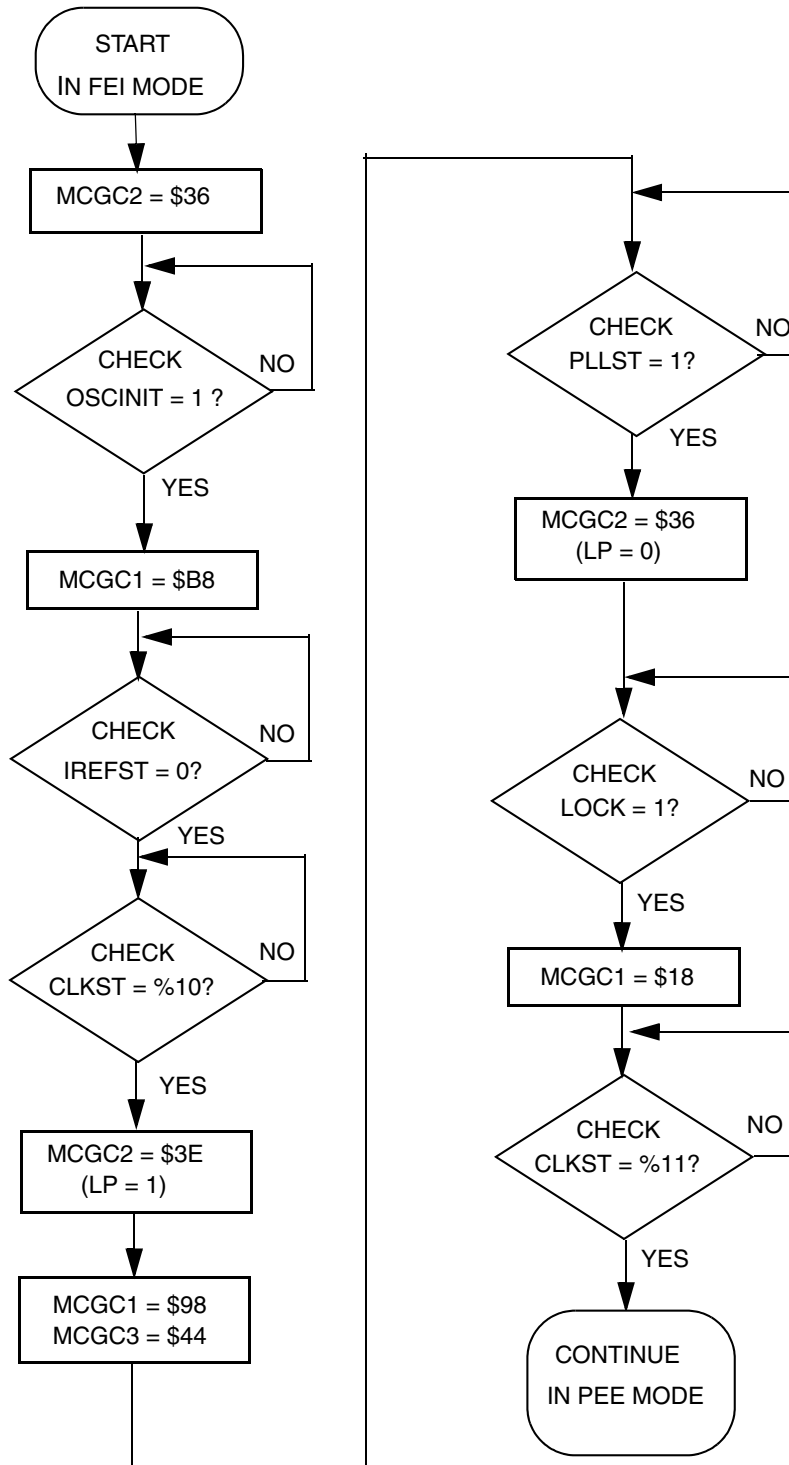 START
IN FEI MODE
MCGC2 = $36
CHECK
OSCINIT = 1 ?
NO
YES
MCGC1 = $B8
CHECK
IREFST = 0?
NO
YES
CHECK
CLKST = %10?
NO
YES
MCGC2 = $3E
(LP = 1)
MCGC1 = $98
MCGC3 = $44
CHECK
PLLST = 1?
NO
YES
MCGC2 = $36
(LP = 0)
CHECK
LOCK = 1?
NO
YES
MCGC1 = $18
CHECK
CLKST = %11?
NO
YES
CONTINUE
IN PEE MODE